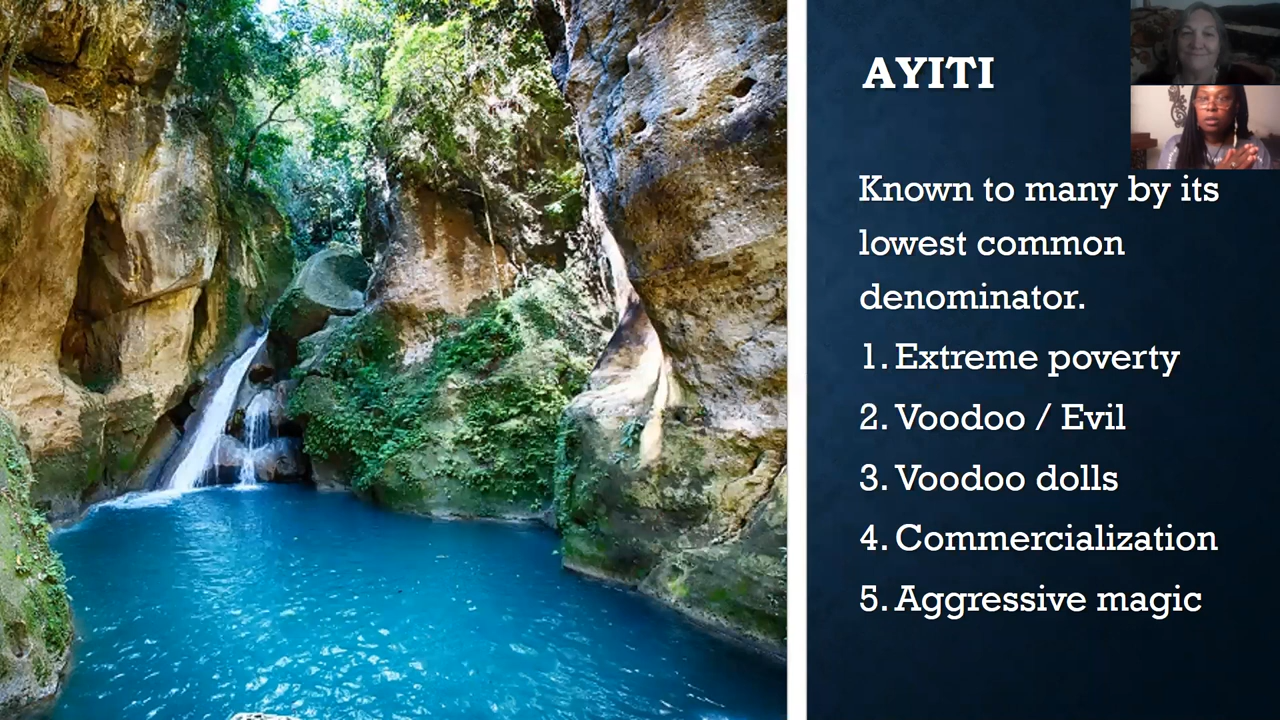 AYITI
Known to many by its
lowest common
denominator.
1. Extreme poverty
2. Voodoo / Evil
3. Voodoo dolls
4. Commercialization
5. Aggressive magic